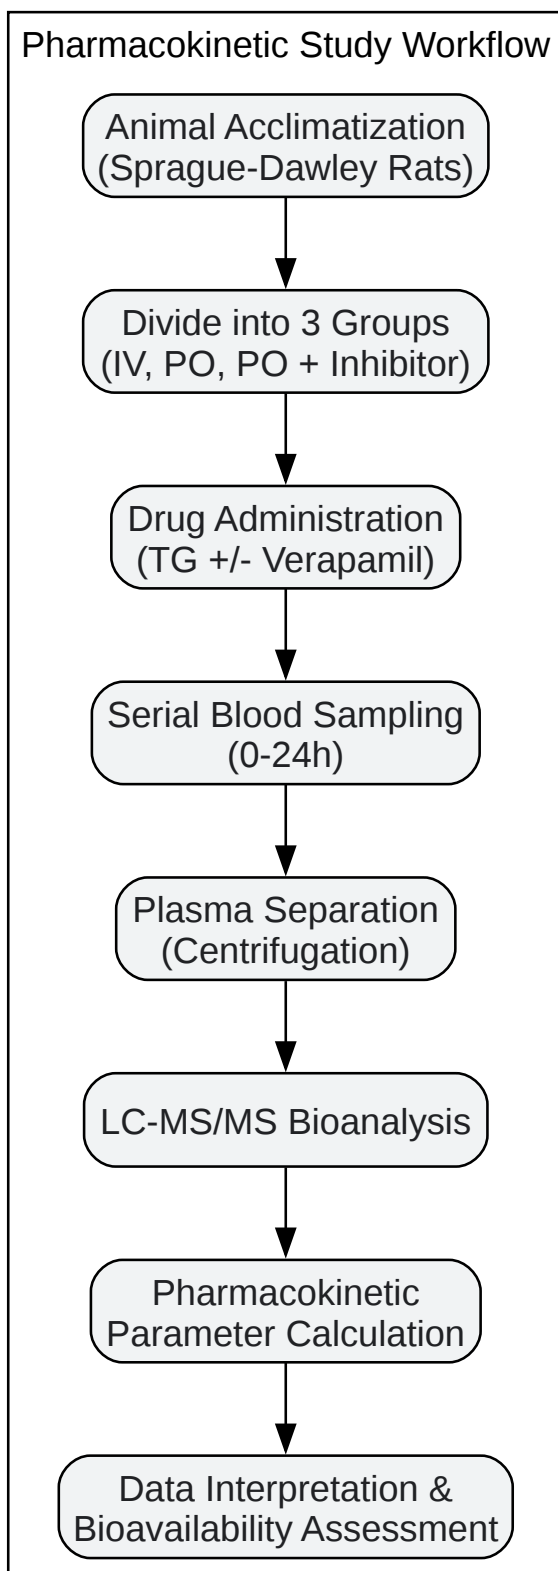 Pharmacokinetic Study Workflow
Animal Acclimatization
(Sprague-Dawley Rats)
Divide into 3 Groups
(IV, PO, PO + Inhibitor)
Drug Administration
(TG +/- Verapamil)
Serial Blood Sampling
(0-24h)
Plasma Separation
(Centrifugation)
LC-MS/MS Bioanalysis
Pharmacokinetic
Parameter Calculation
Data Interpretation &
Bioavailability Assessment